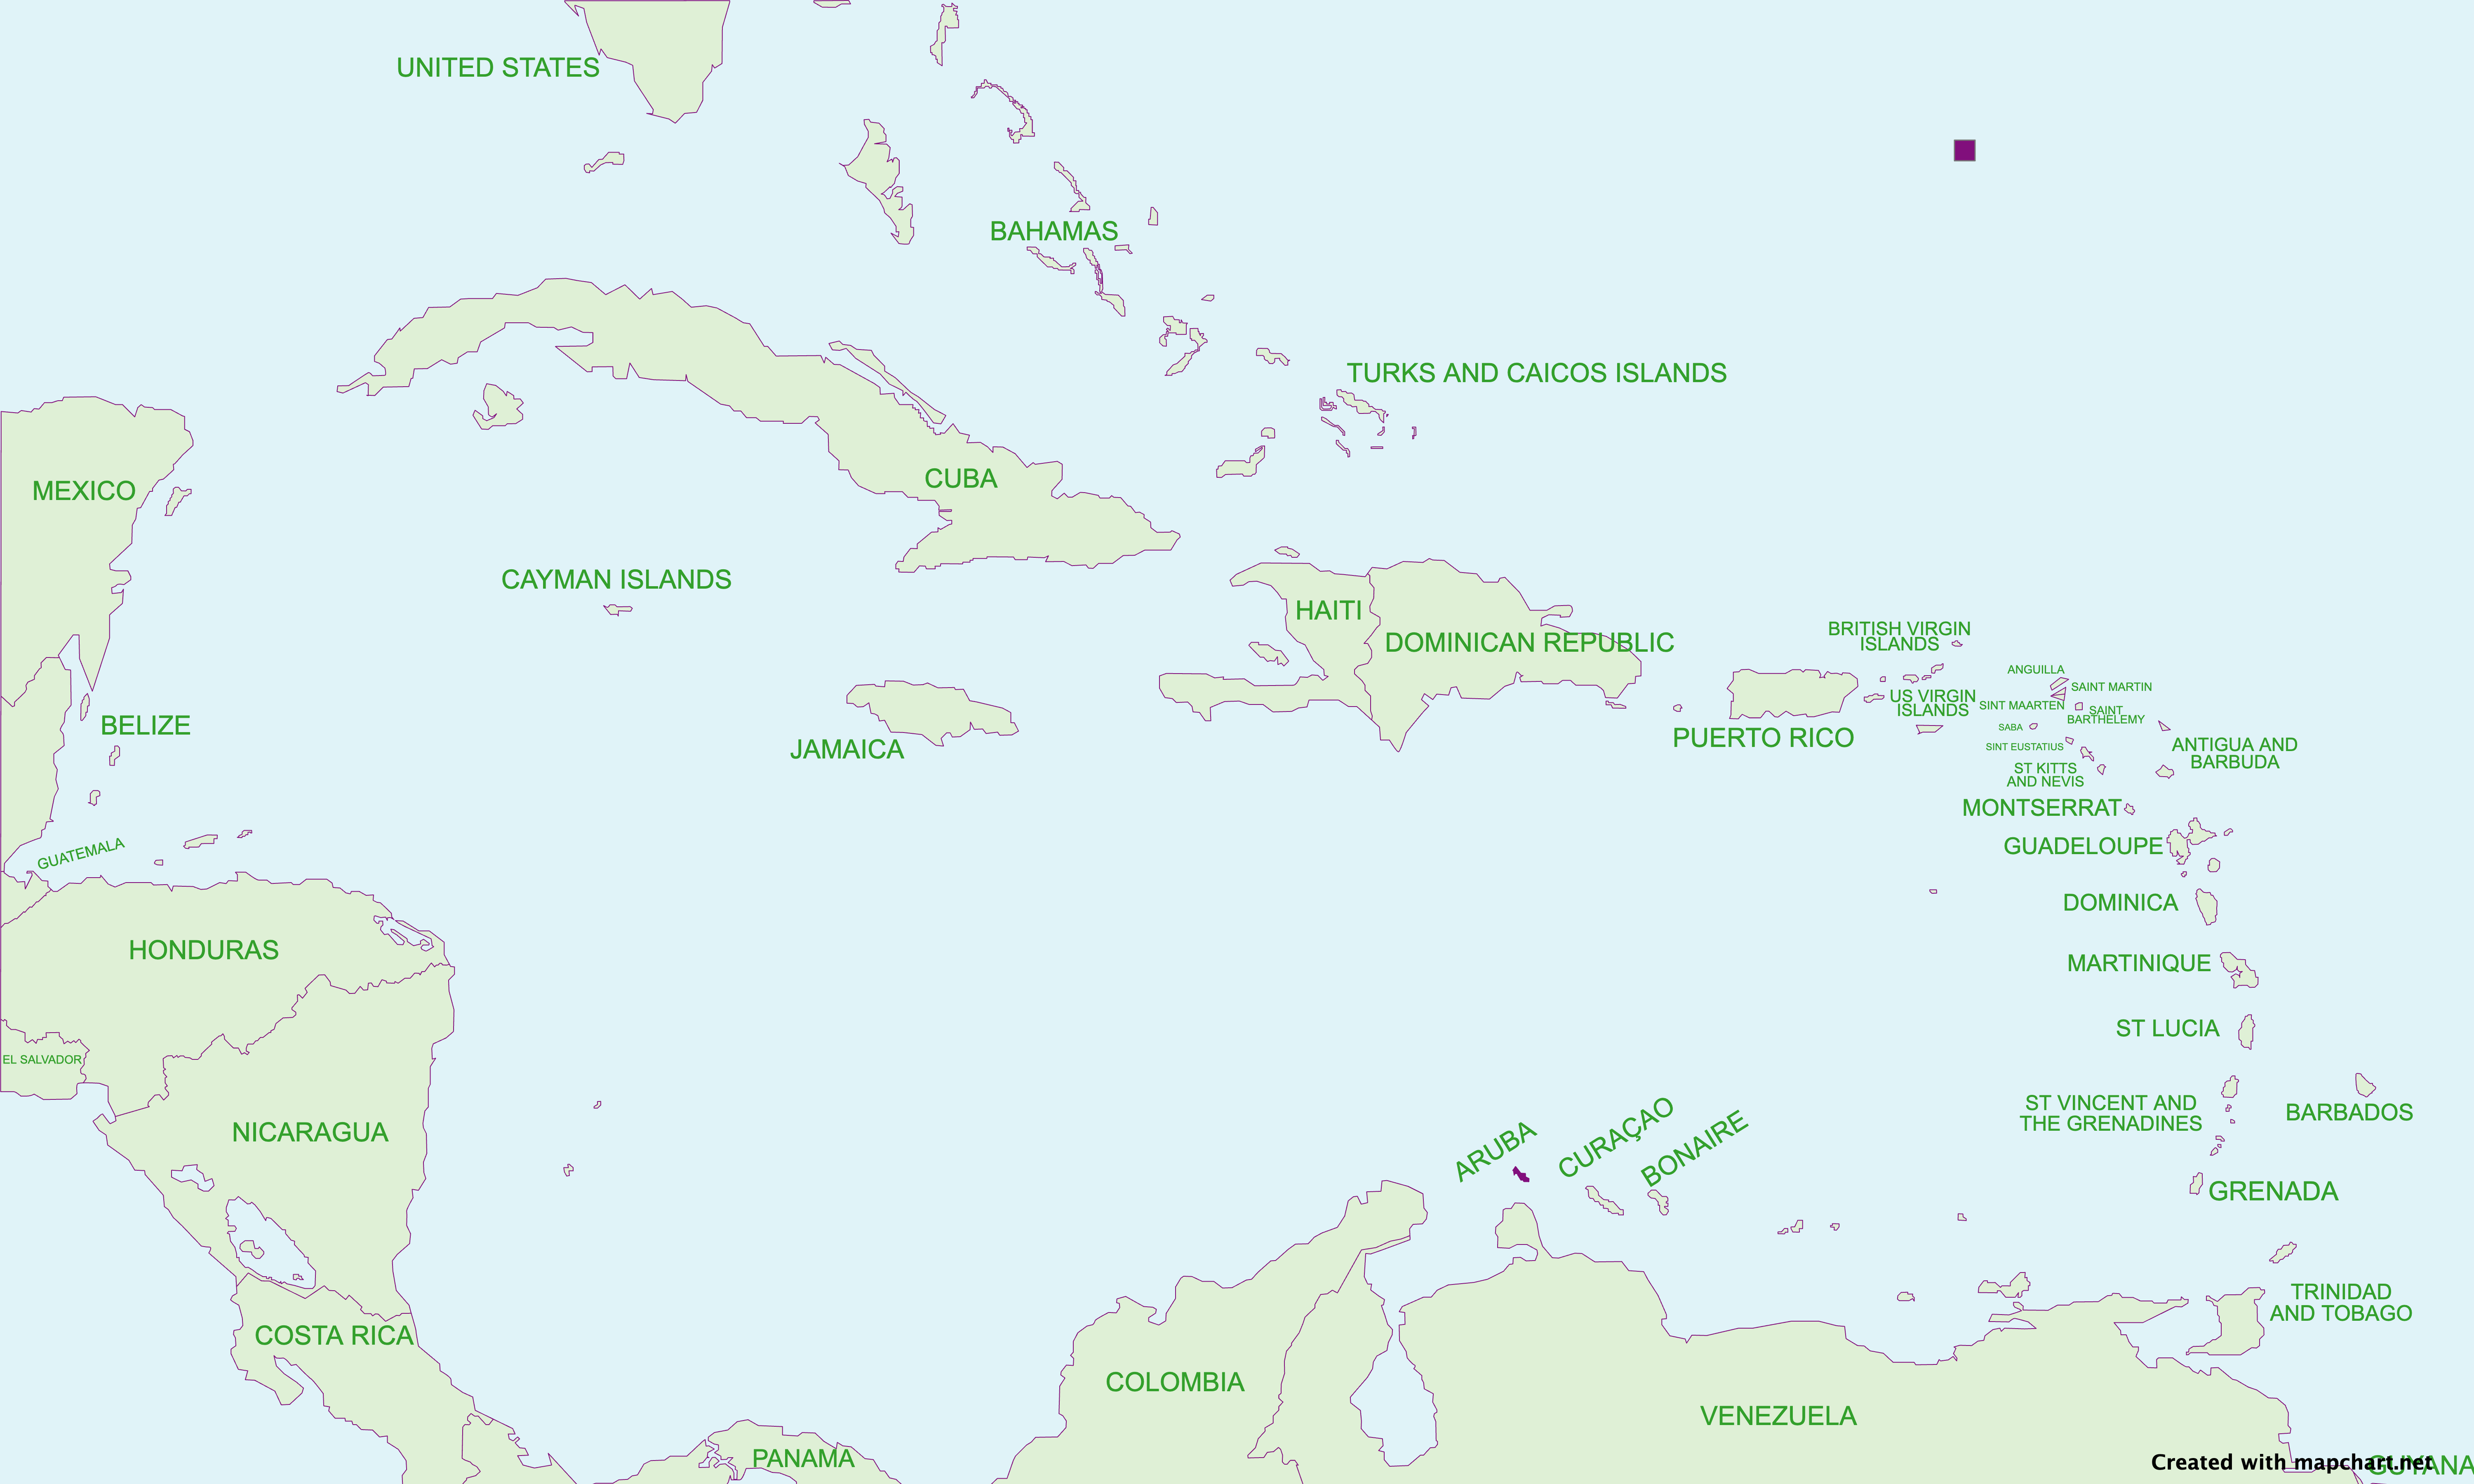 UNITED STATES
BAHAMAS
TURKS AND CAICOS ISLANDS
MEXICO
CUBA
CAYMAN ISLANDS
HAITI
DOMINICAN REPUBLIC
BRITISH VIRGIN
ISLANDS
ANGUILLA
SAINT MARTIN
US VIRGIN
ISLANDS
SINT MAARTEN
SAINT
BARTHELEMY
BELIZE
JAMAICA
PUERTO RICO
SABA
SINT EUSTATIUS
ANTIGUA AND
BARBUDA
ST KITTS
AND NEVIS
MONTSERRAT
GUATEMALA
GUADELOUPE
DOMINICA
HONDURAS
MARTINIQUE
ST LUCIA
EL SALVADOR
NICARAGUA
ARUBA
CURAÇAO
BONAIRE
ST VINCENT AND
THE GRENADINES
BARBADOS
GRENADA
TRINIDAD
AND TOBAGO
COSTA RICA
COLOMBIA
VENEZUELA
PANAMA
GUYANA
Created with mapchart.net